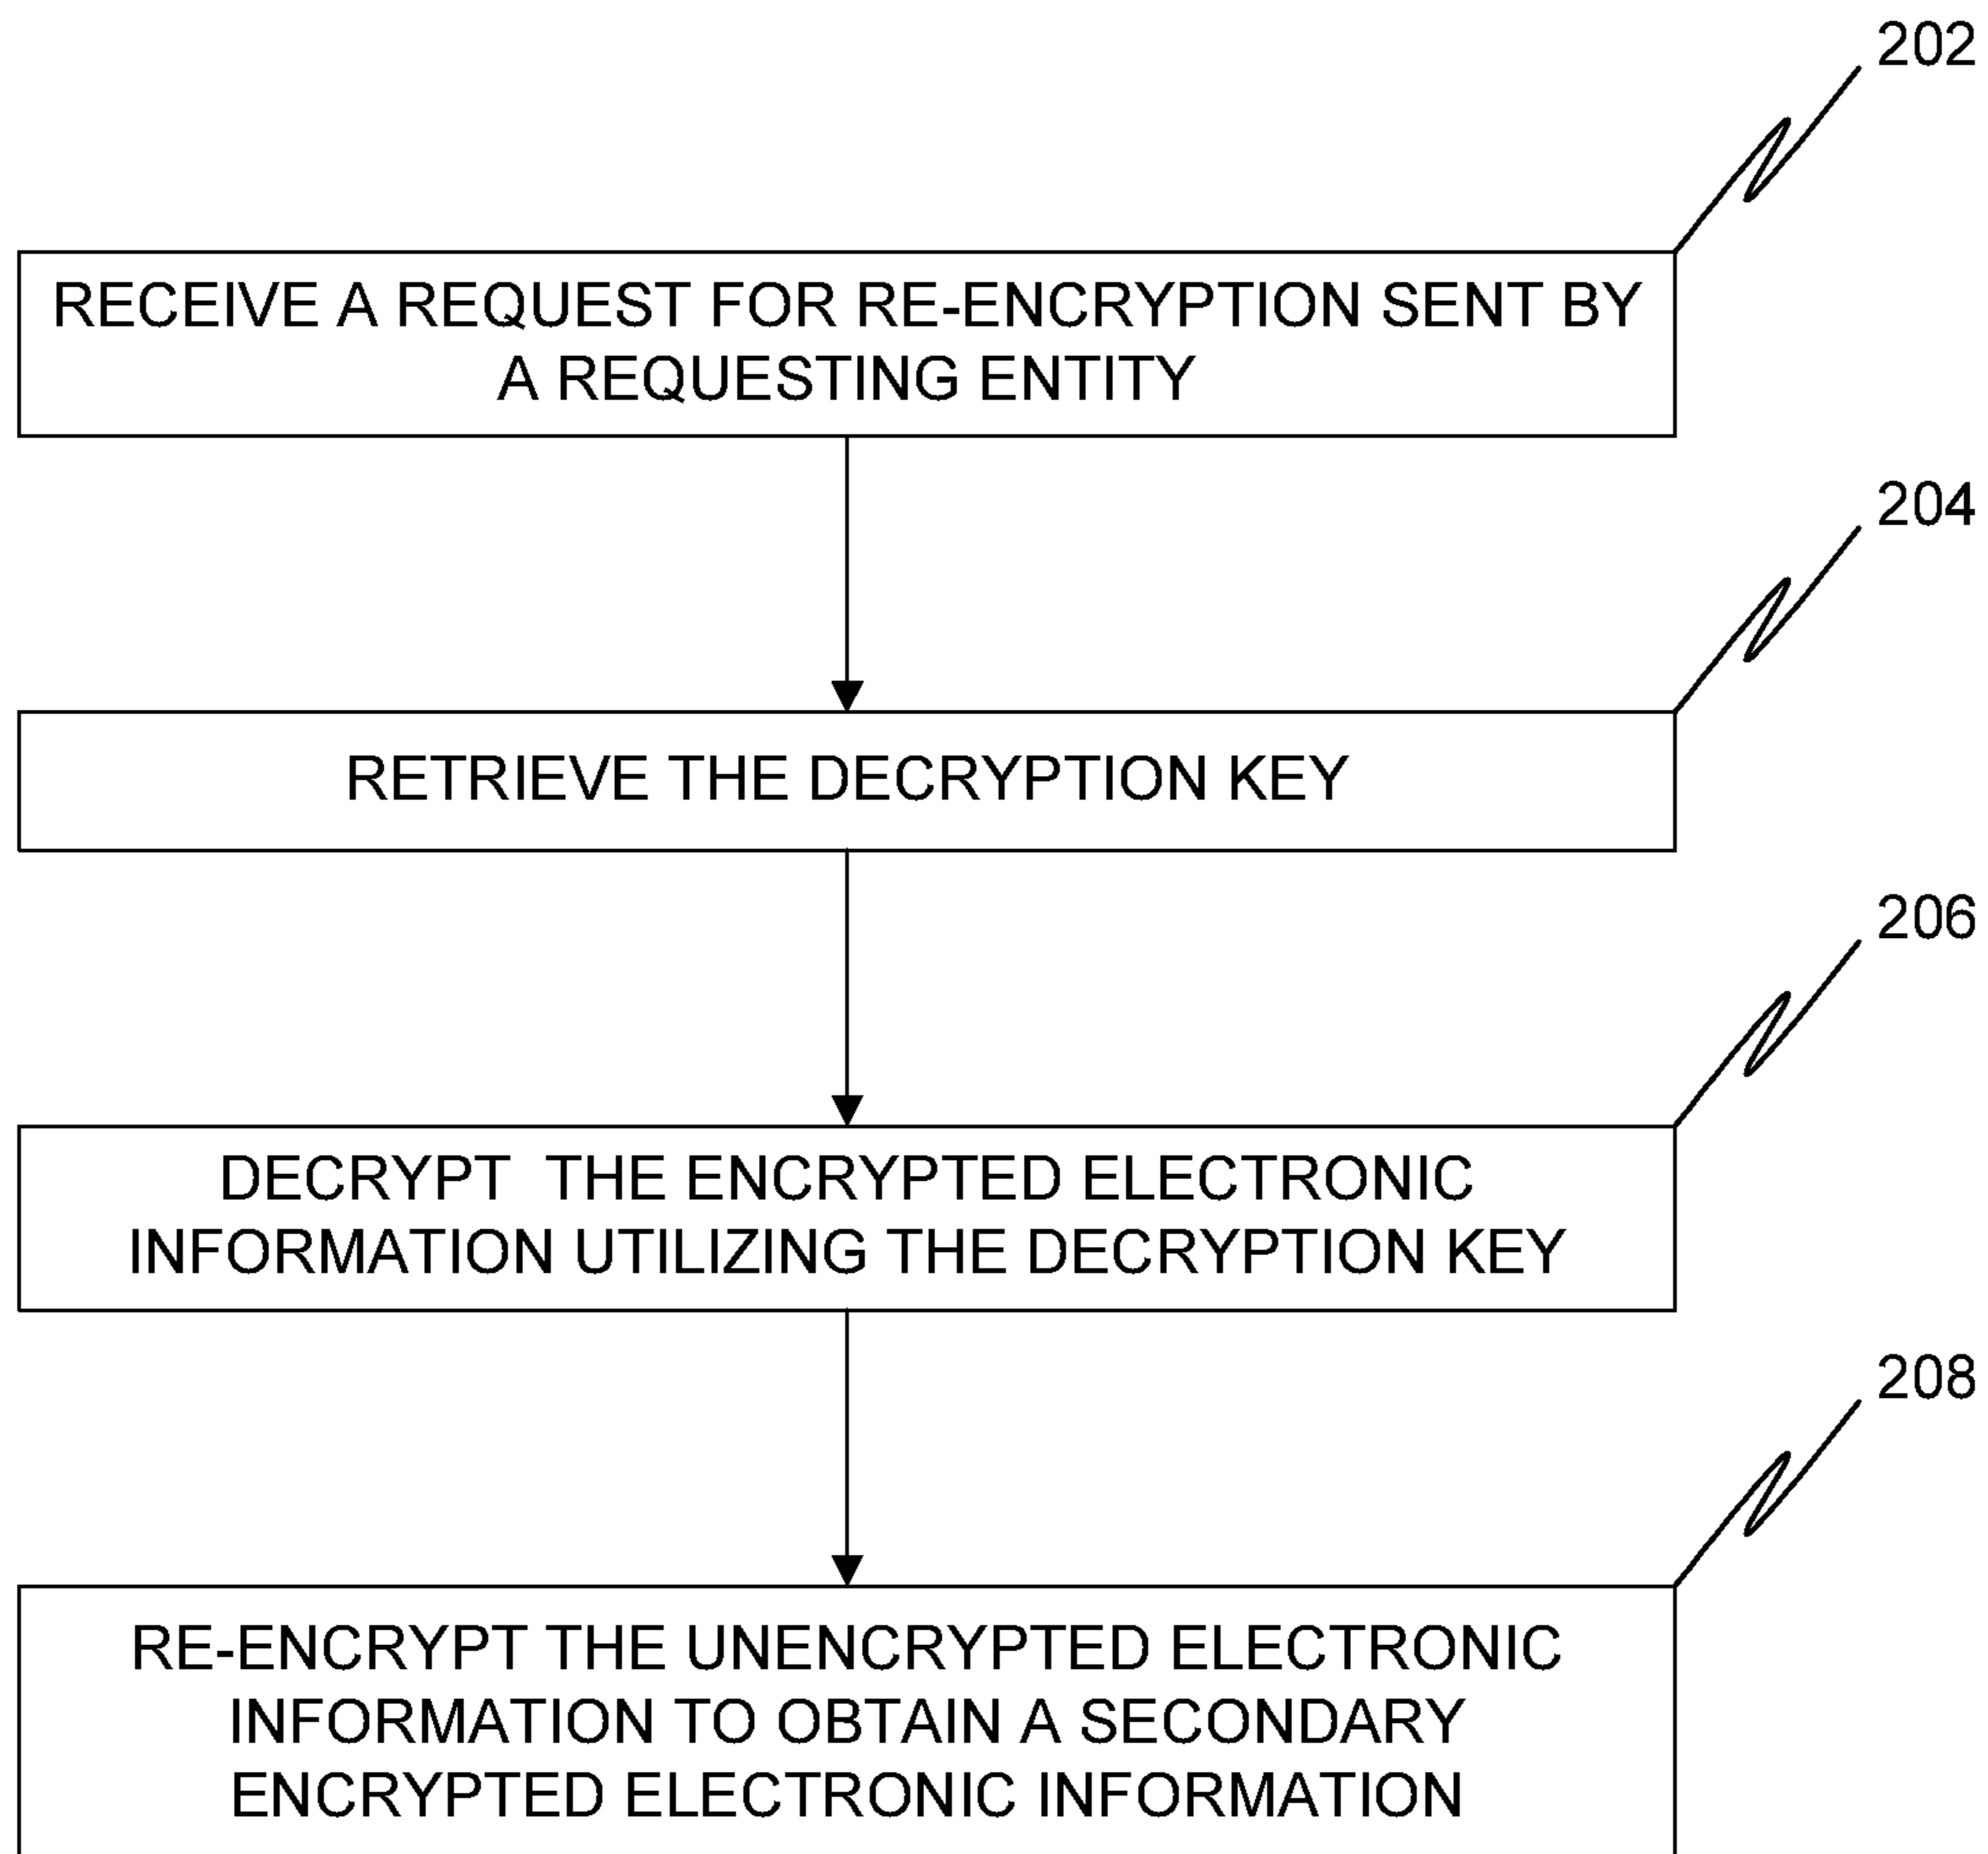 202
RECEIVE A REQUEST FOR RE-ENCRYPTION SENT BY
A REQUESTING ENTITY
204
RETRIEVE THE DECRYPTION KEY
206
DECRYPT THE ENCRYPTED ELECTRONIC
INFORMATION UTILIZING THE DECRYPTION KEY
208
RE-ENCRYPT THE UNENCRYPTED ELECTRONIC
INFORMATION TO OBTAIN A SECONDARY
ENCRYPTED ELECTRONIC INFORMATION